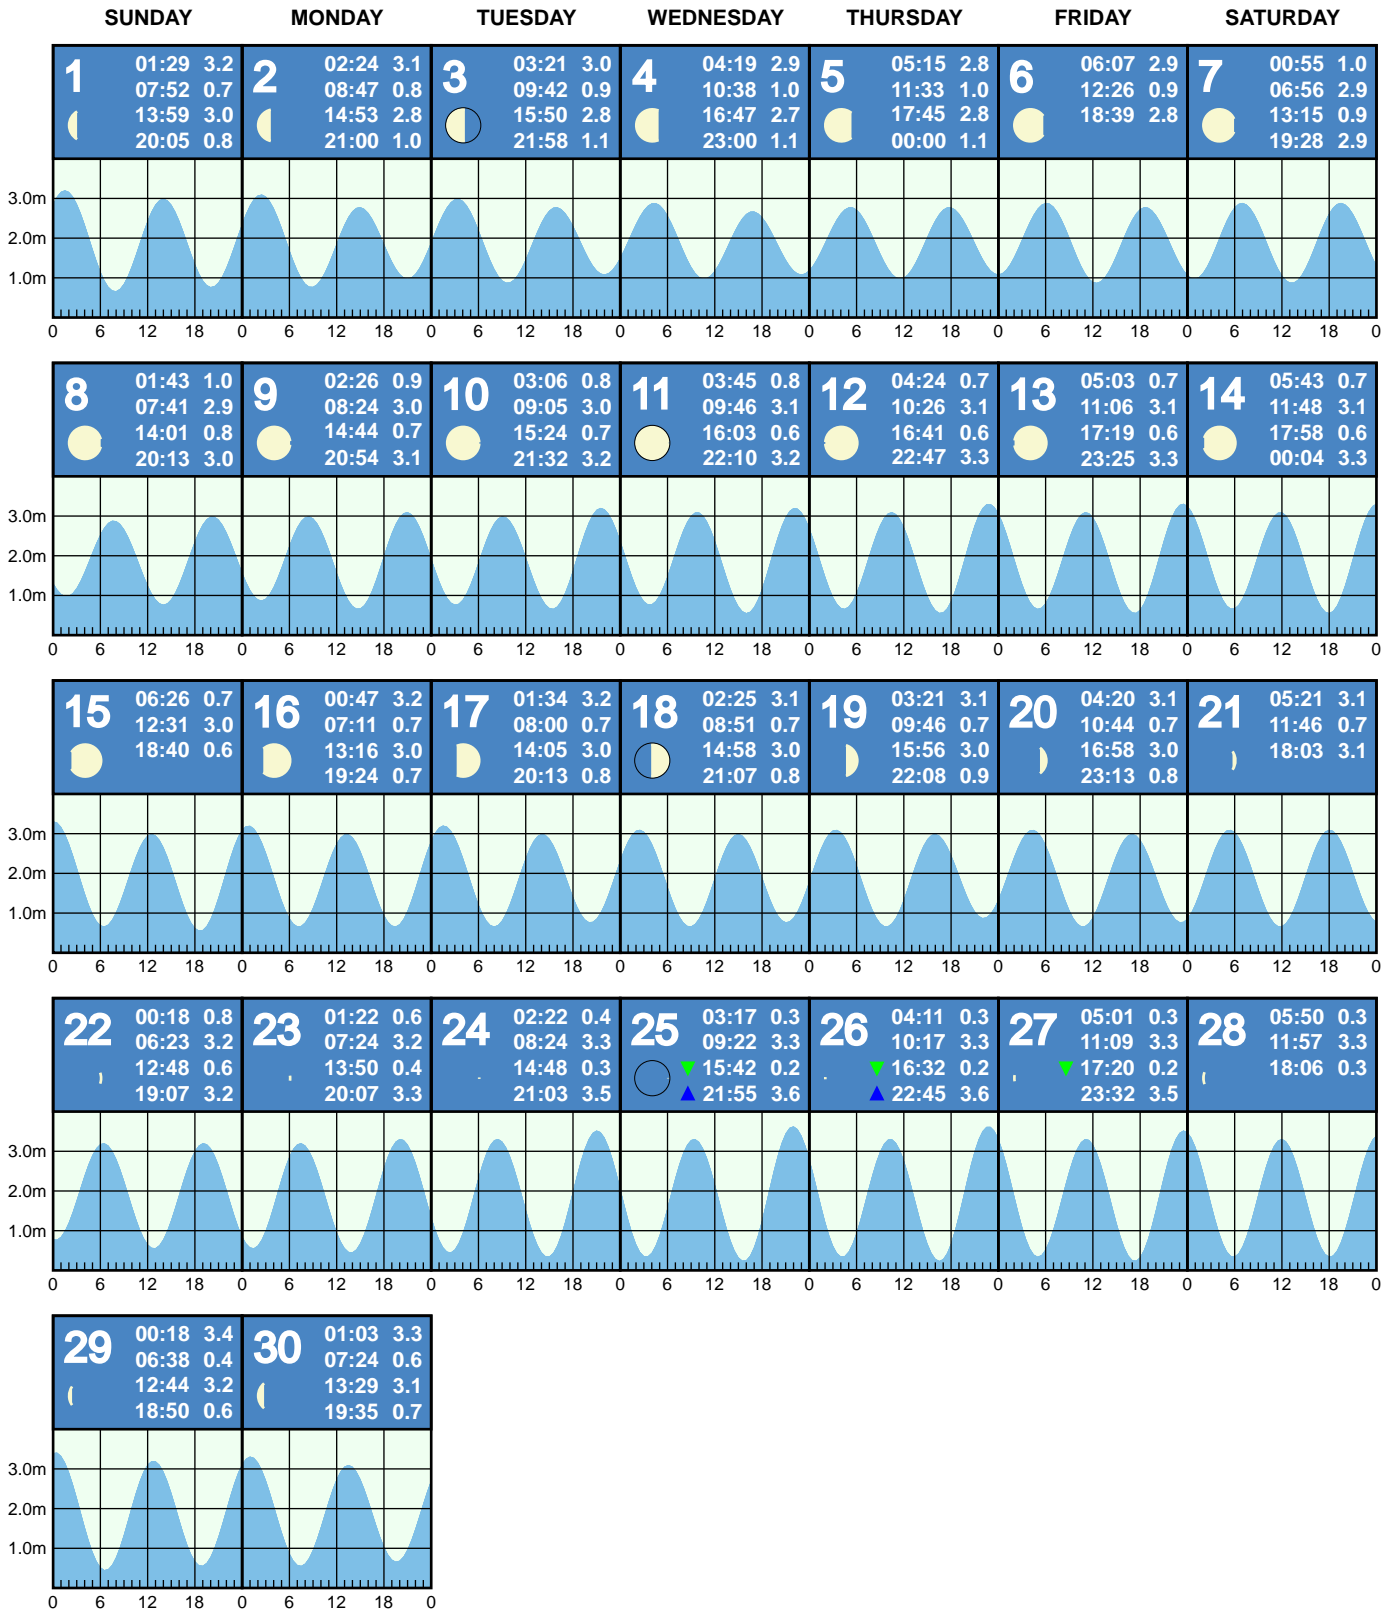 SUNDAY MONDAY TUESDAY WEDNESDAY THURSDAY FRIDAY SATURDAY
1 01:29 3.2
07:52 0.7
13:59 3.0
20:05 0.8
2 02:24 3.1
08:47 0.8
14:53 2.8
21:00 1.0
3 03:21 3.0
09:42 0.9
15:50 2.8
21:58 1.1
4 04:19 2.9
10:38 1.0
16:47 2.7
23:00 1.1
5 05:15 2.8
11:33 1.0
17:45 2.8
00:00 1.1
6 06:07 2.9
12:26 0.9
18:39 2.8
7 00:55 1.0
06:56 2.9
13:15 0.9
19:28 2.9
3.0m
2.0m
1.0m
0 6 12 18 0 6 12 18 0 6 12 18 0 6 12 18 0 6 12 18 0 6 12 18 0 6 12 18 0
8 01:43 1.0
07:41 2.9
14:01 0.8
20:13 3.0
9 02:26 0.9
08:24 3.0
14:44 0.7
20:54 3.1
10 03:06 0.8
09:05 3.0
15:24 0.7
21:32 3.2
11 03:45 0.8
09:46 3.1
16:03 0.6
22:10 3.2
12 04:24 0.7
10:26 3.1
16:41 0.6
22:47 3.3
13 05:03 0.7
11:06 3.1
17:19 0.6
23:25 3.3
14 05:43 0.7
11:48 3.1
17:58 0.6
00:04 3.3
3.0m
2.0m
1.0m
0 6 12 18 0 6 12 18 0 6 12 18 0 6 12 18 0 6 12 18 0 6 12 18 0 6 12 18 0
15 06:26 0.7
12:31 3.0
18:40 0.6
16 00:47 3.2
07:11 0.7
13:16 3.0
19:24 0.7
17 01:34 3.2
08:00 0.7
14:05 3.0
20:13 0.8
18 02:25 3.1
08:51 0.7
14:58 3.0
21:07 0.8
19 03:21 3.1
09:46 0.7
15:56 3.0
22:08 0.9
20 04:20 3.1
10:44 0.7
16:58 3.0
23:13 0.8
21 05:21 3.1
11:46 0.7
18:03 3.1
3.0m
2.0m
1.0m
0 6 12 18 0 6 12 18 0 6 12 18 0 6 12 18 0 6 12 18 0 6 12 18 0 6 12 18 0
22 00:18 0.8
06:23 3.2
12:48 0.6
19:07 3.2
23 01:22 0.6
07:24 3.2
13:50 0.4
20:07 3.3
24 02:22 0.4
08:24 3.3
14:48 0.3
21:03 3.5
25 03:17 0.3
09:22 3.3
15:42 0.2
21:55 3.6
26 04:11 0.3
10:17 3.3
16:32 0.2
22:45 3.6
27 05:01 0.3
11:09 3.3
17:20 0.2
23:32 3.5
28 05:50 0.3
11:57 3.3
18:06 0.3
3.0m
2.0m
1.0m
0 6 12 18 0 6 12 18 0 6 12 18 0 6 12 18 0 6 12 18 0 6 12 18 0 6 12 18 0
29 00:18 3.4
06:38 0.4
12:44 3.2
18:50 0.6
30 01:03 3.3
07:24 0.6
13:29 3.1
19:35 0.7
3.0m
2.0m
1.0m
0 6 12 18 0 6 12 18 0